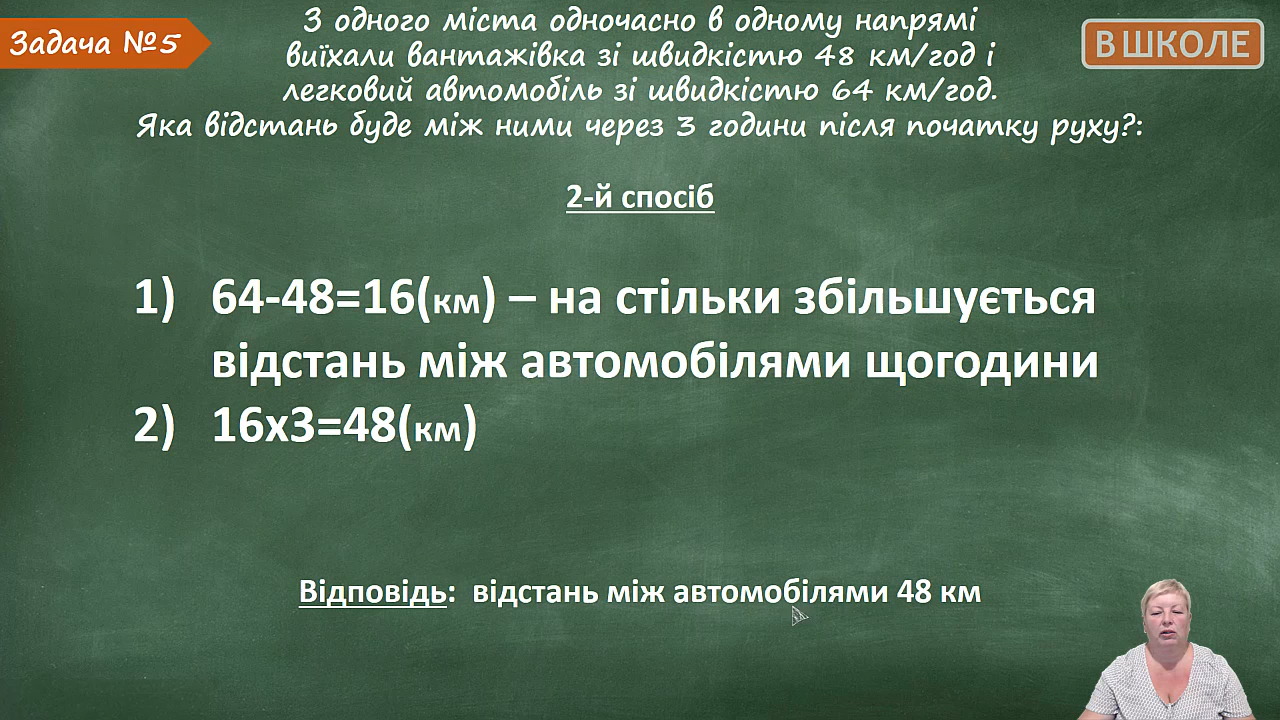 Задача №5
З одного міста одночасно в одному напрямі
виїхали вантажівка зі швидкістю 48 км/год і
легковий автомобіль зі швидкістю 64 км/год.
Яка відстань буде між ними через 3 години після початку руху?:
В ШКОЛЕ
2-й спосіб
1) 64-48=16(км) – на стільки збільшується
відстань між автомобілями щогодини
2) 16х3=48(км)
Відповідь: відстань між автомобілями 48 км